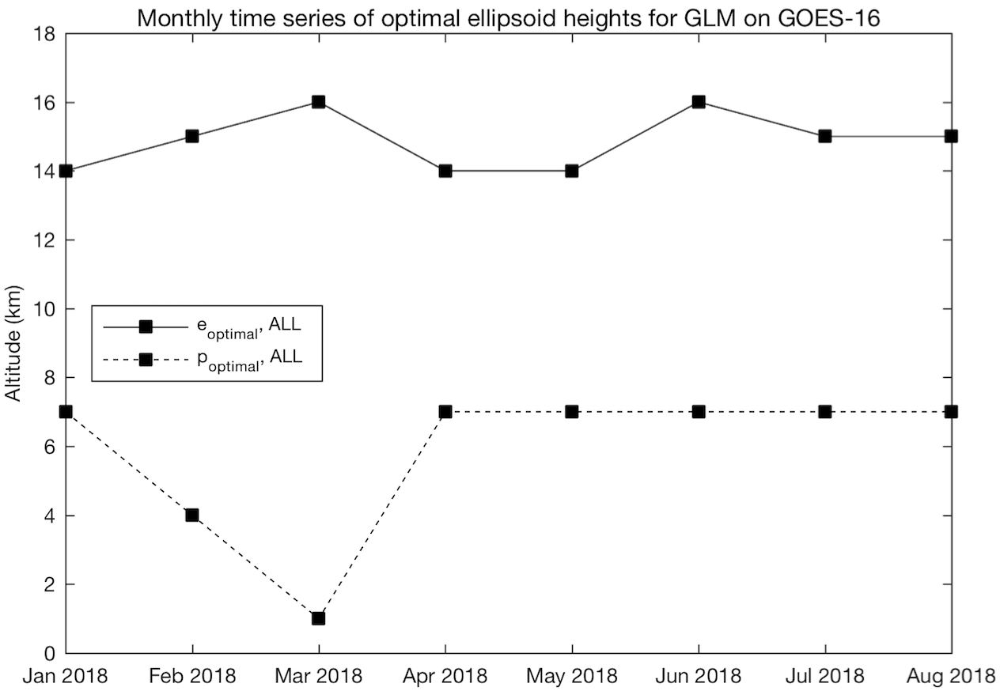 Monthly time series of optimal ellipsoid heights for GLM on GOES-16
18
16
14
12
10
8
6
4
2
0
Altitude (km)
e_optimal, ALL
p_optimal, ALL
Jan 2018 Feb 2018 Mar 2018 Apr 2018 May 2018 Jun 2018 Jul 2018 Aug 2018